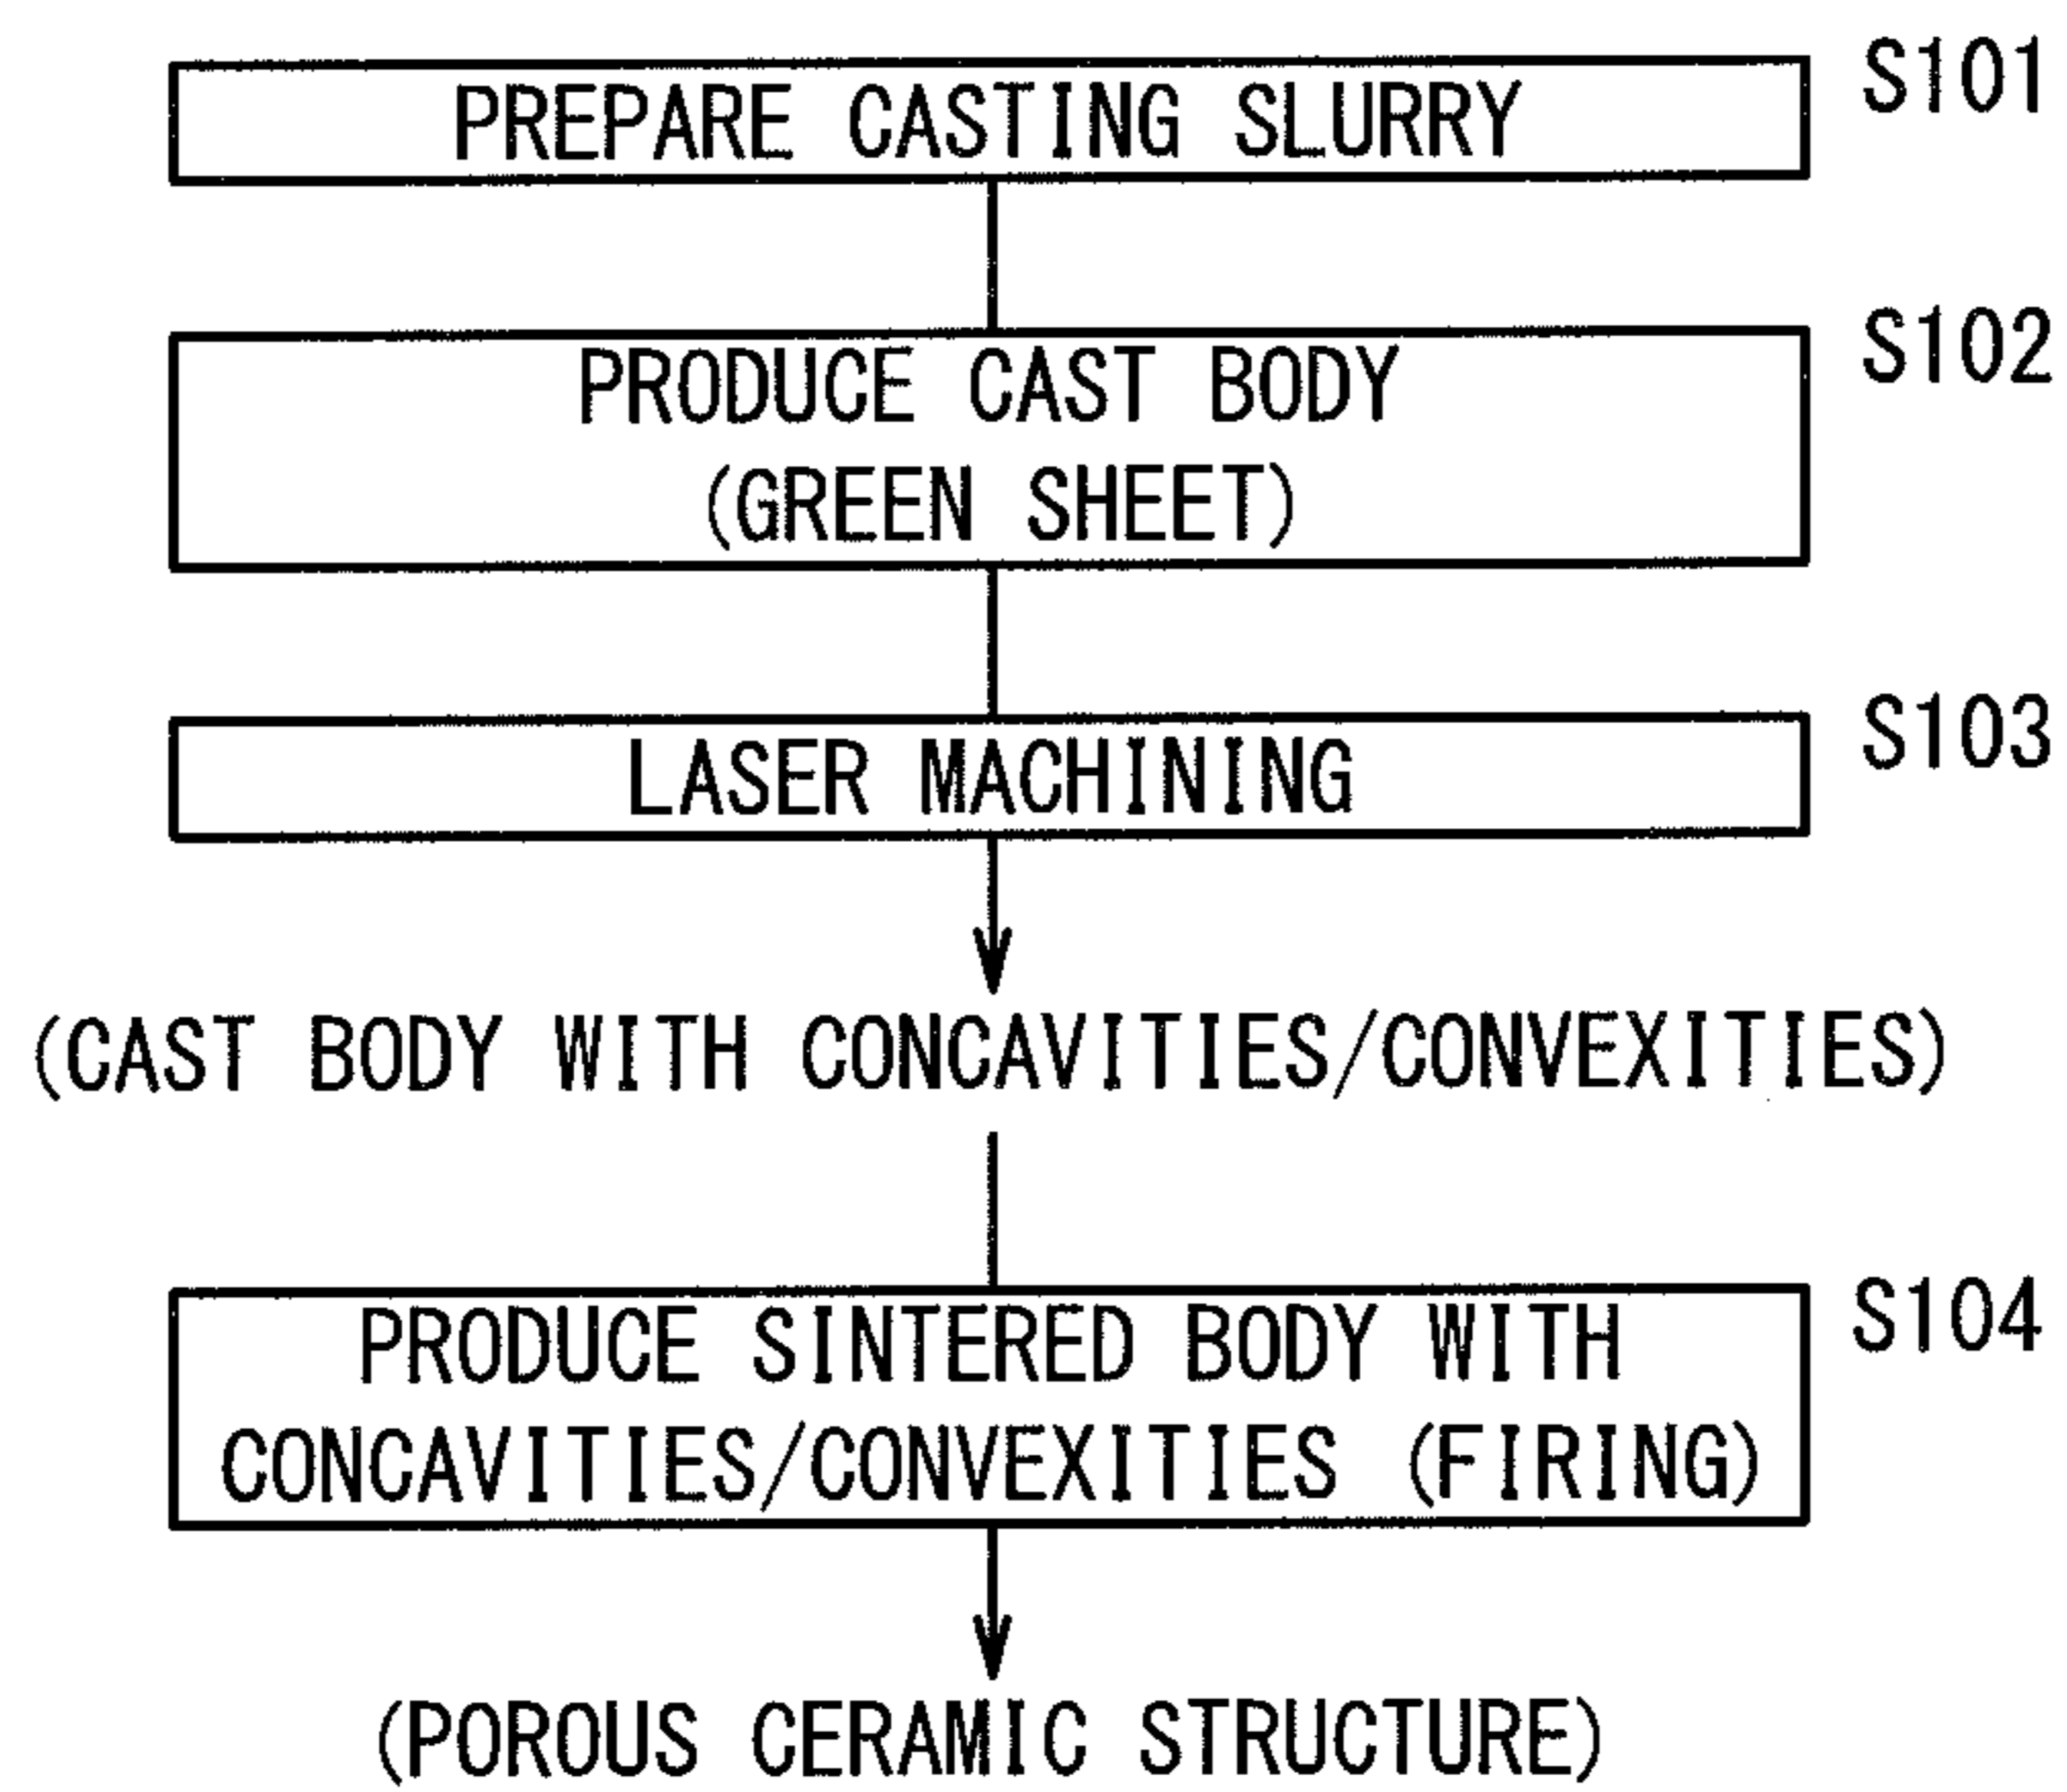 PREPARE CASTING SLURRY S101
PRODUCE CAST BODY S102
(GREEN SHEET)
LASER MACHINING S103
(CAST BODY WITH CONCAVITIES/CONVEXITIES)
PRODUCE SINTERED BODY WITH S104
CONCAVITIES/CONVEXITIES (FIRING)
(POROUS CERAMIC STRUCTURE)